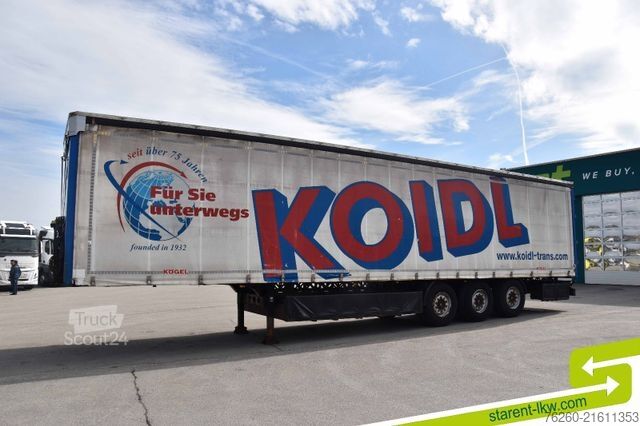 seit über 75 Jahren
Für Sie
unterwegs
founded in 1932
KOIDL
www.koidl-trans.com
KÖGEL
WE BUY,
Truck
Scout24
starent-lkw.com
76260-21611353